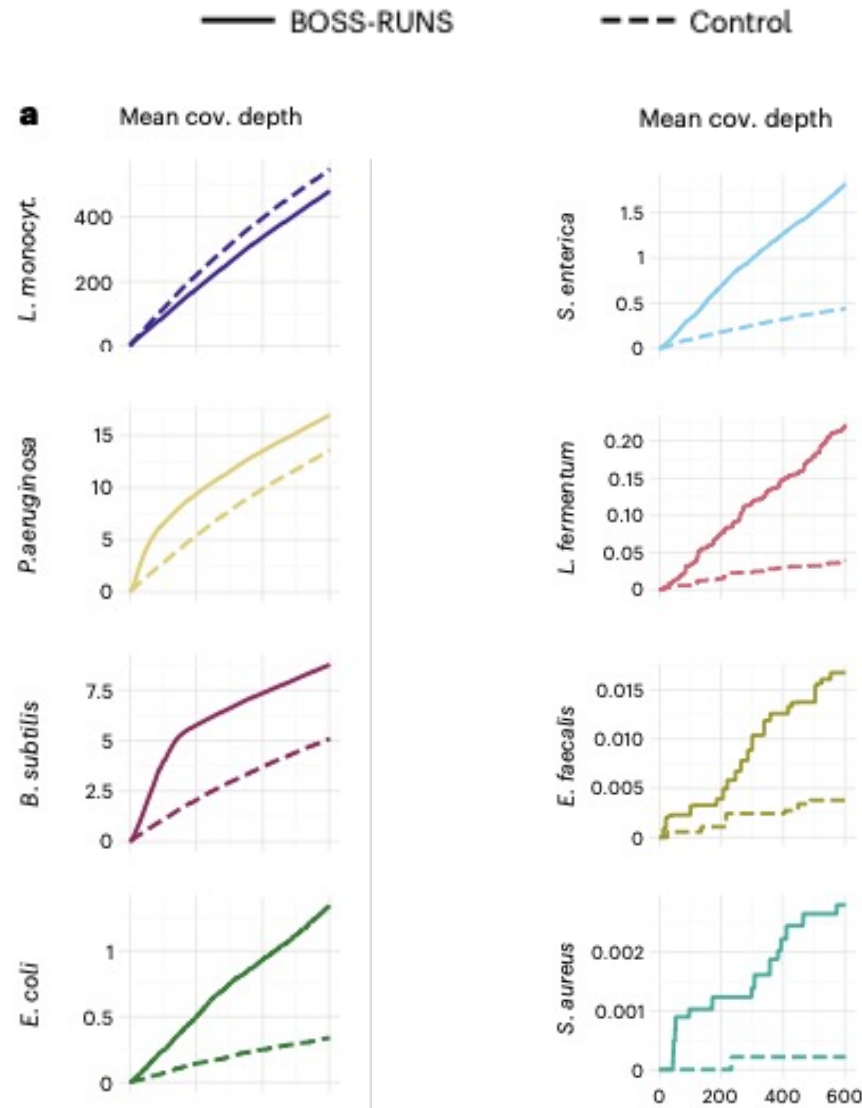 BOSS-RUNS Control
a
Mean cov. depth
L. monocyt.
400
200
0
P.aeruginosa
15
10
5
0
B. subtilis
7.5
5
2.5
0
E. coli
1
0.5
0
Mean cov. depth
S. enterica
1.5
1
0.5
0
L. fermentum
0.20
0.15
0.10
0.05
0
E. faecalis
0.015
0.010
0.005
0
S. aureus
0.002
0.001
0
0 200 400 600